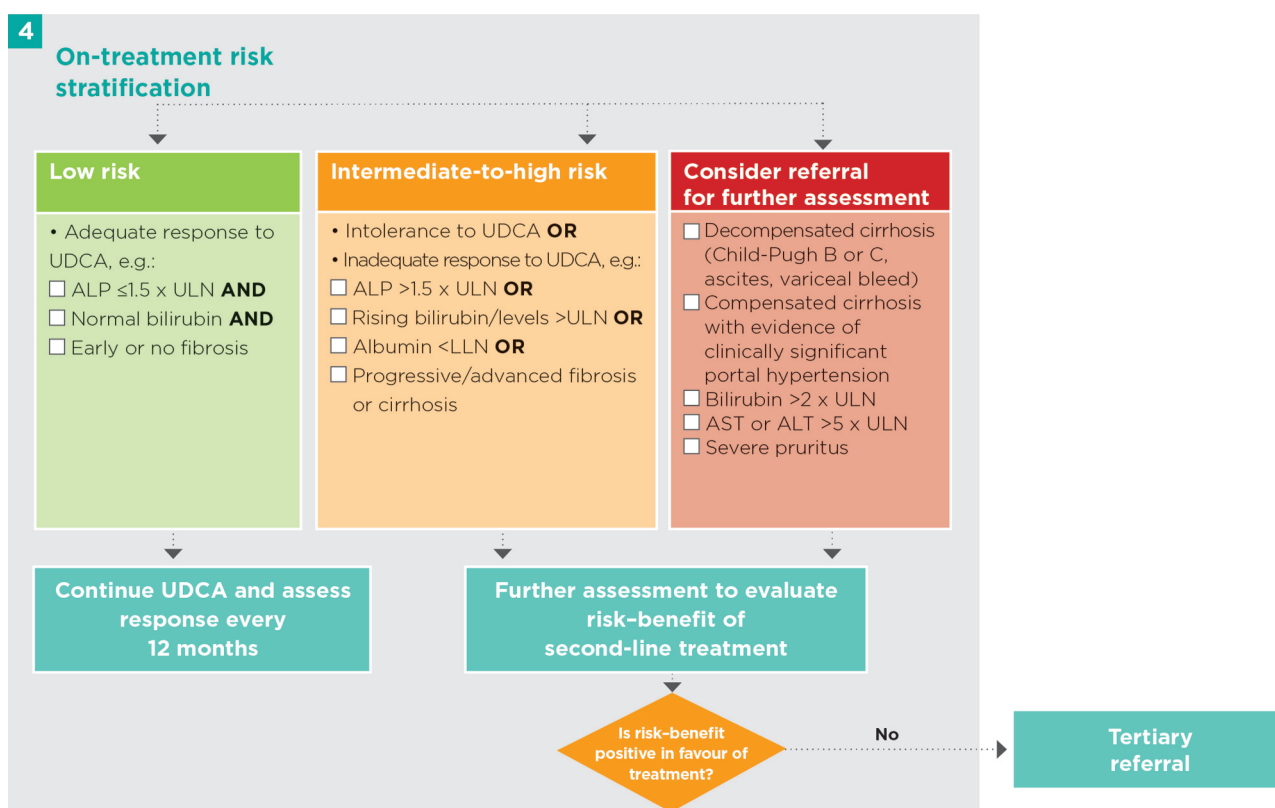 4
On-treatment risk
stratification
Low risk
• Adequate response to
UDCA, e.g.:
☐ ALP ≤1.5 x ULN AND
☐ Normal bilirubin AND
☐ Early or no fibrosis
Intermediate-to-high risk
• Intolerance to UDCA OR
• Inadequate response to UDCA, e.g.:
☐ ALP >1.5 x ULN OR
☐ Rising bilirubin/levels >ULN OR
☐ Albumin <LLN OR
☐ Progressive/advanced fibrosis
or cirrhosis
Consider referral
for further assessment
☐ Decompensated cirrhosis
(Child-Pugh B or C,
ascites, variceal bleed)
☐ Compensated cirrhosis
with evidence of
clinically significant
portal hypertension
☐ Bilirubin >2 x ULN
☐ AST or ALT >5 x ULN
☐ Severe pruritus
Continue UDCA and assess
response every
12 months
Further assessment to evaluate
risk–benefit of
second-line treatment
Is risk–benefit
positive in favour of
treatment?
No
Tertiary
referral